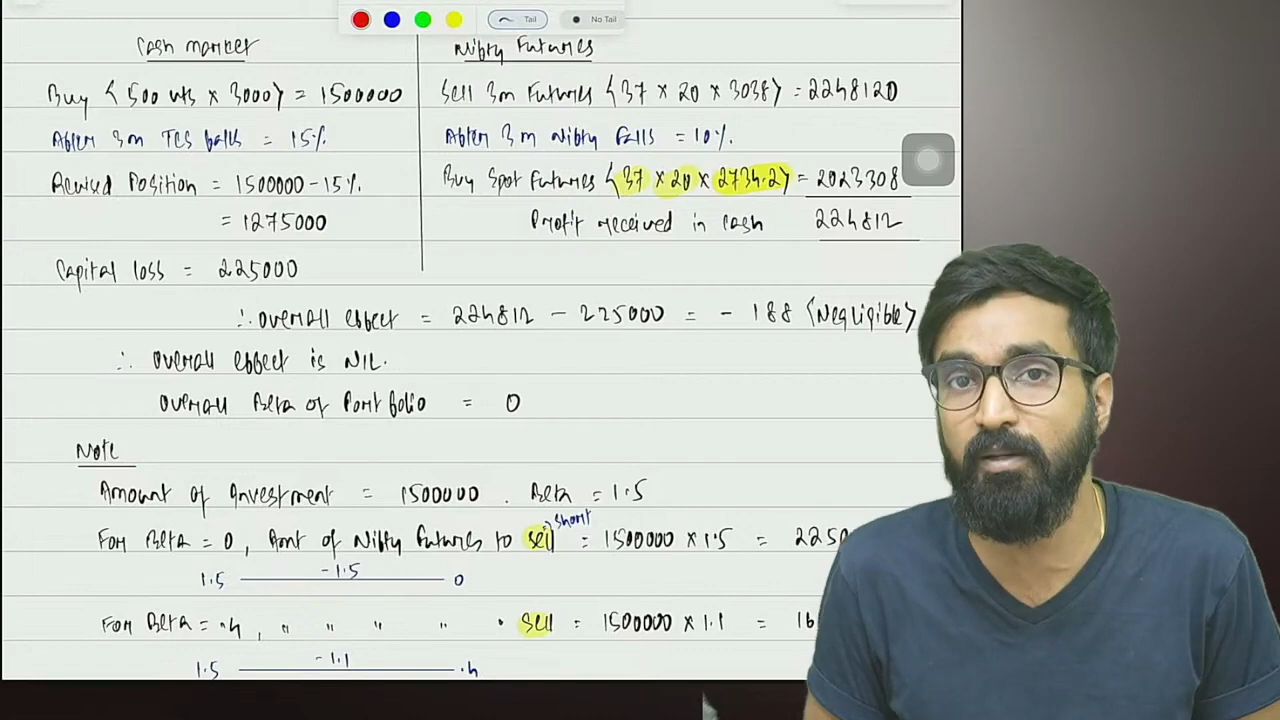 Tail
No Tail
Cash market
Buy {500 uts x 3000} = 1500000
After 3m TCS falls = 15%
Revised Position = 1500000 - 15%.
= 1275000
Capital loss = 225000
Nifty Futures
Sell 3m Futures {37 x 20 x 3038} = 2248120
After 3m Nifty Falls = 10%.
Buy Spot Futures {37 x 20 x 2734.2} = 2023308
Profit received in cash 224812
∴ overall effect = 224812 - 225000 = - 188 {Negligible}
∴ overall effect is NIL.
Overall Beta of Portfolio = 0
Note
Amount of Investment = 1500000 . Beta = 1.5
short
For Beta = 0, Amt of Nifty Futures to sell = 1500000 x 1.5 = 2250
1.5 -1.5 0
For Beta = .4, " " " " . sell = 1500000 x 1.1 = 16
1.5 -1.1 .4